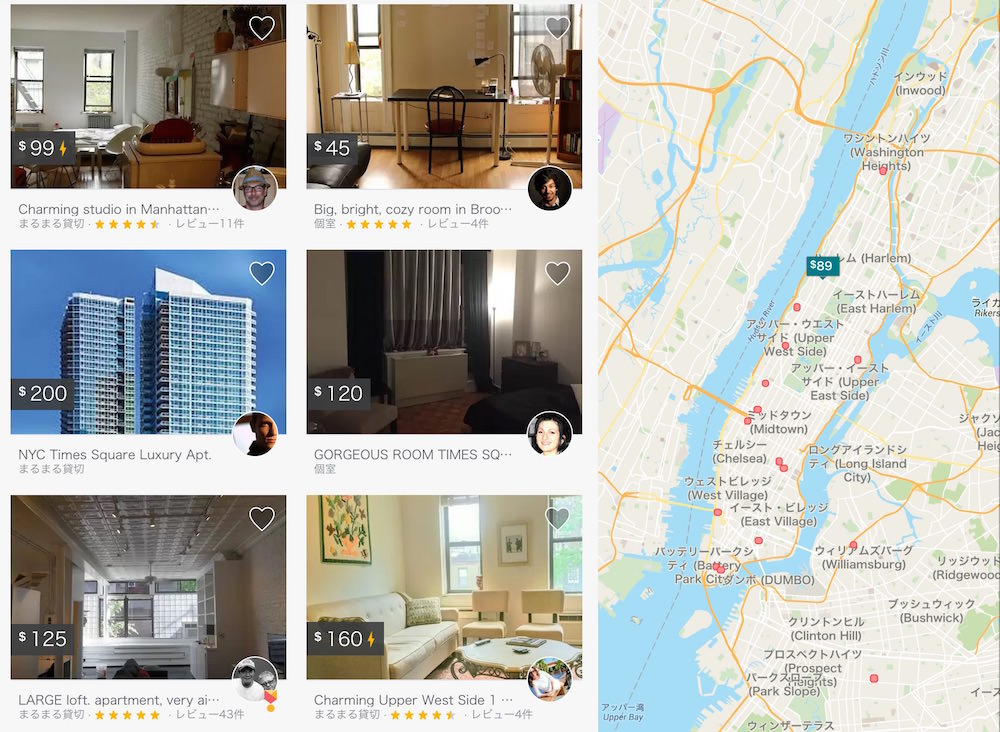 $99
$45
Charming studio in Manhattan…
まるまる貸切 · レビュー11件
Big, bright, cozy room in Broo…
個室 · レビュー4件
$200
$120
NYC Times Square Luxury Apt.
まるまる貸切
GORGEOUS ROOM TIMES SQ…
個室
$125
$160
LARGE loft. apartment, very ai…
まるまる貸切 · レビュー43件
Charming Upper West Side 1 …
まるまる貸切 · レビュー4件
ハドソン川
インウッド
(Inwood)
ワシントンハイツ
(Washington
Heights)
$89
レム (Harlem)
イーストハーレム
(East Harlem)
イースト川
ライカ
Rikers
Hudson River
アッパー・ウエスト
サイド (Upper
West Side)
アッパー・イースト
サイド (Upper
East Side)
ミッドタウン
(Midtown)
ジャクソ
(Jac
Heig
チェルシー
(Chelsea)
ロングアイランドシ
ティ (Long Island
City)
ウェストビレッジ
(West Village)
イースト・ビレッジ
(East Village)
バッテリーパークシ
ティ (Battery
Park Cit
ダンボ (DUMBO)
ウィリアムズバーグ
(Williamsburg)
リッジウッド
(Ridgewood
ブッシュウィック
(Bushwick)
クリントンヒル
(Clinton Hill)
プロスペクトハイツ
(Prospect
Heights)
パークスロープ
(Park Slope)
イース
アッパー湾
Upper Bay
ウィンザーテラス